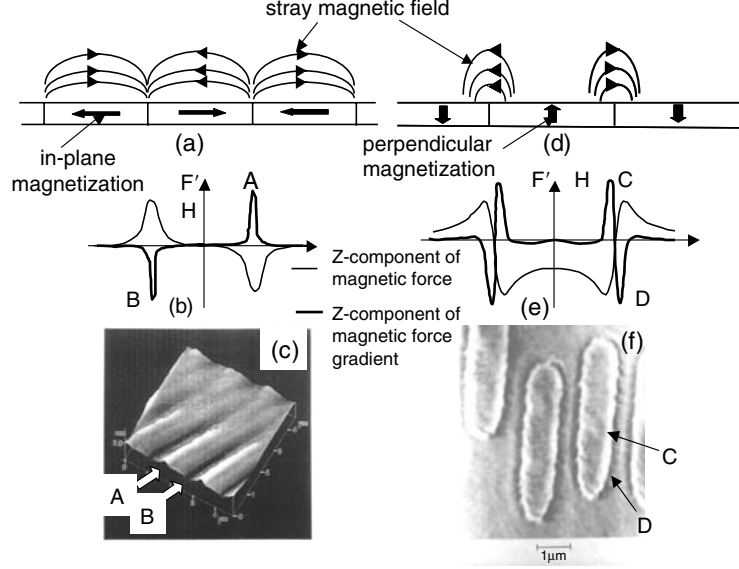 stray magnetic field
(a)
(d)
in-plane
magnetization
perpendicular
magnetization
F′
H
A
B
(b)
F′
H
C
D
(e)
Z-component of
magnetic force
Z-component of
magnetic force
gradient
(c)
A
B
(f)
C
D
1μm